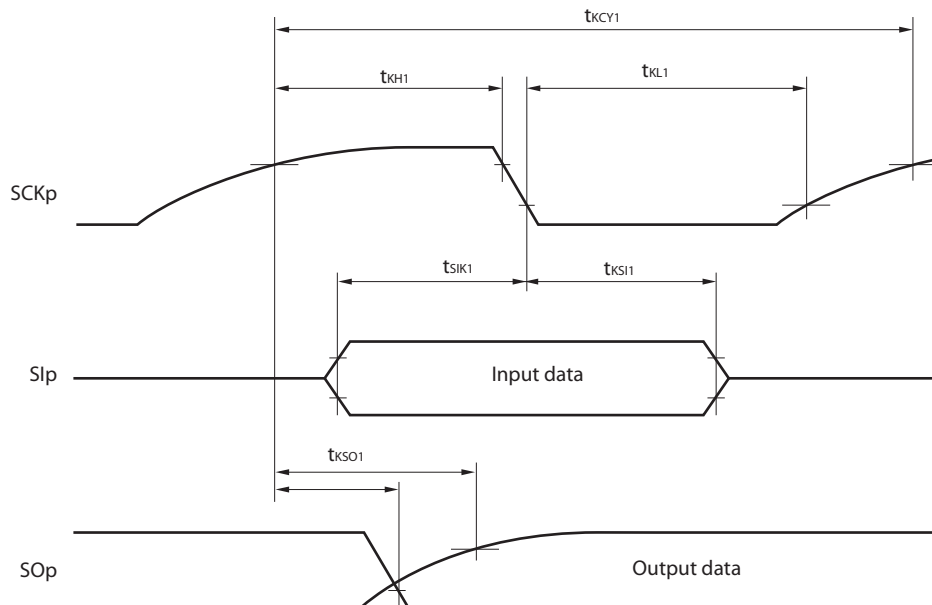 tKCY1
tKH1
tKL1
SCKp
tSIK1
tKSI1
SIp
Input data
tKSO1
SOp
Output data